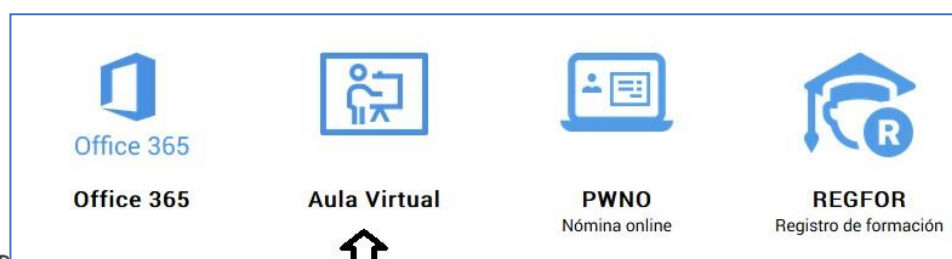 Office 365
Office 365
Aula Virtual
PWNO
Nómina online
REGFOR
R
Registro de formación